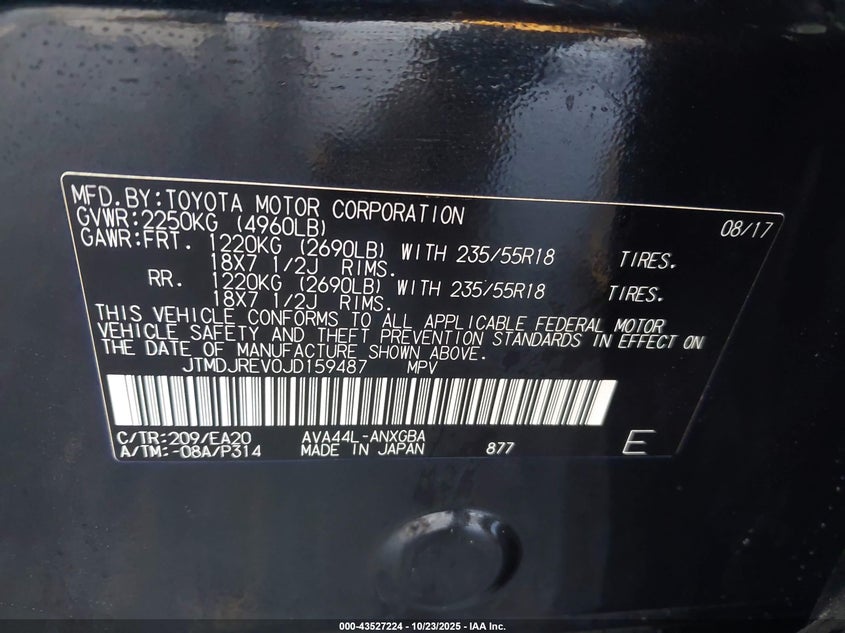 MFD.BY:TOYOTA MOTOR CORPORATION 08/17
GVWR:2250KG (4960LB)
GAWR:FRT. 1220KG (2690LB) WITH 235/55R18 TIRES.
18X7 1/2J RIMS.
RR. 1220KG (2690LB) WITH 235/55R18 TIRES.
18X7 1/2J RIMS.
THIS VEHICLE CONFORMS TO ALL APPLICABLE FEDERAL MOTOR
VEHICLE SAFETY AND THEFT PREVENTION STANDARDS IN EFFECT ON
THE DATE OF MANUFACTURE SHOWN ABOVE.
JTMDJREV0JD159487 MPV
C/TR:209/EA20 AVA44L-ANXGBA E
A/TM:-08A/P314 MADE IN JAPAN 877
000-43527224 - 10/23/2025 - IAA Inc.